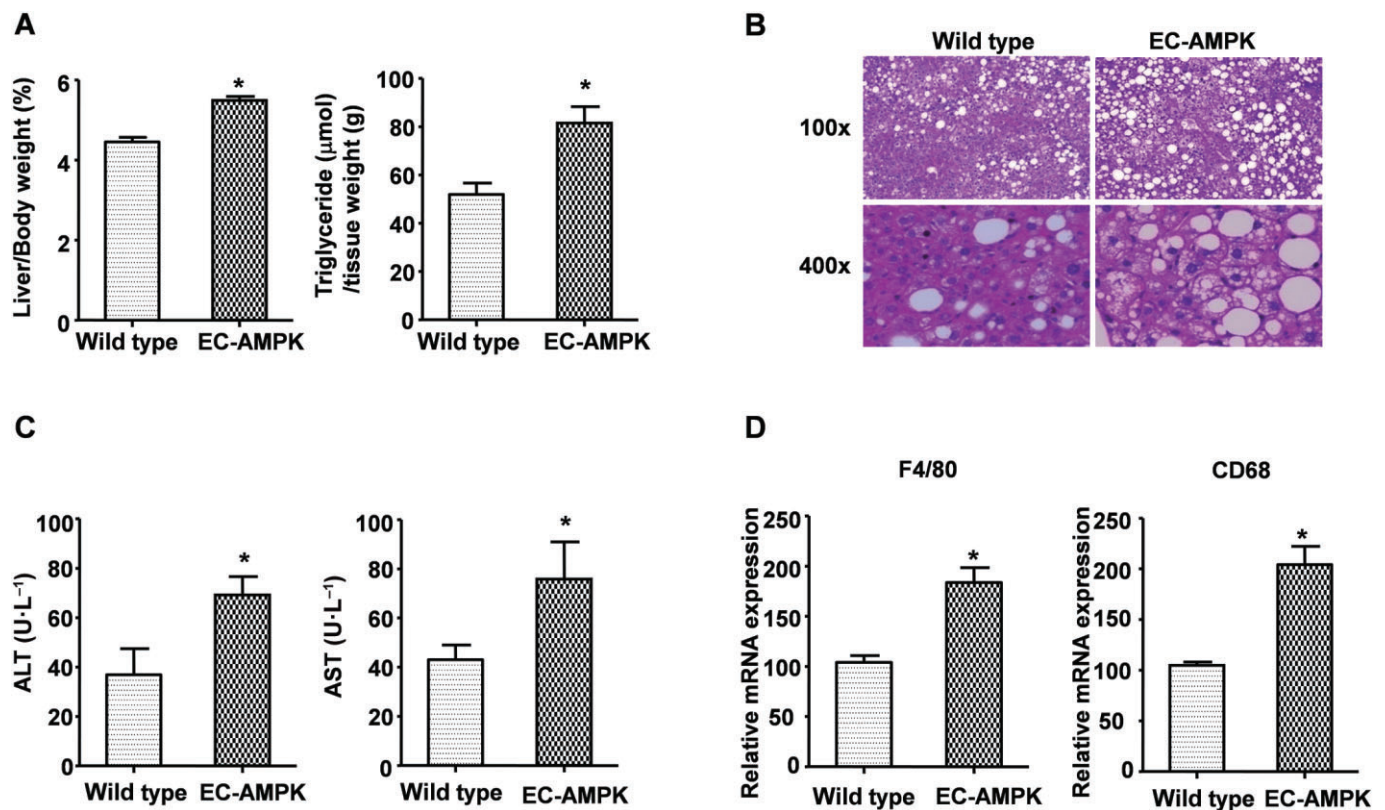 A
Liver/Body weight (%)
6
4
2
0
*
Wild type EC-AMPK
Triglyceride (μmol)
/tissue weight (g)
100
80
60
40
20
0
*
Wild type EC-AMPK
B
Wild type EC-AMPK
100x
400x
C
ALT (U·L⁻¹)
100
80
60
40
20
0
*
Wild type EC-AMPK
AST (U·L⁻¹)
100
80
60
40
20
0
*
Wild type EC-AMPK
D
F4/80
Relative mRNA expression
250
200
150
100
50
0
*
Wild type EC-AMPK
CD68
Relative mRNA expression
250
200
150
100
50
0
*
Wild type EC-AMPK